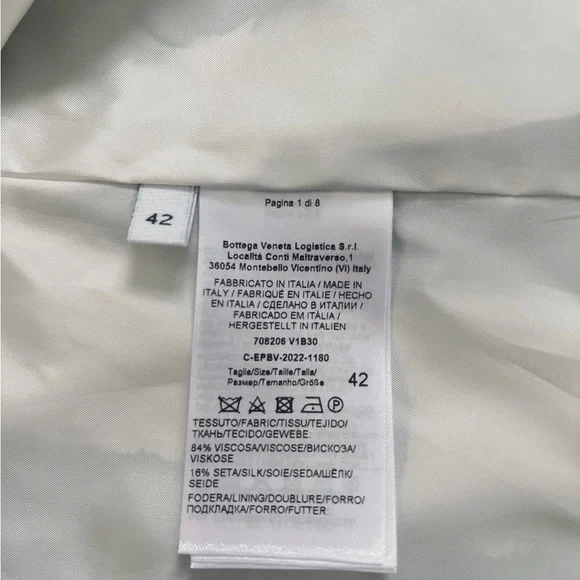 42
Pagina 1 di 8
Bottega Veneta Logistica S.r.l.
Località Conti Maltraverso,1
36054 Montebello Vicentino (VI) Italy
FABBRICATO IN ITALIA / MADE IN
ITALY / FABRIQUÉ EN ITALIE / HECHO
EN ITALIA / СДЕЛАНО В ИТАЛИИ /
FABRICADO EM ITÀLIA /
HERGESTELLT IN ITALIEN
708206 V1B30
C-EPBV-2022-1180
Taglia/Size/Taille/Talla/
Размер/Tamanho/Größe 42
TESSUTO/FABRIC/TISSU/TEJIDO/
ТКАНЬ/TECIDO/GEWEBE:
84% VISCOSA/VISCOSE/ВИСКОЗА/
VISKOSE
16% SETA/SILK/SOIE/SEDA/ШЁЛК/
SEIDE
FODERA/LINING/DOUBLURE/FORRO/
ПОДКЛАДКА/FORRO/FUTTER: